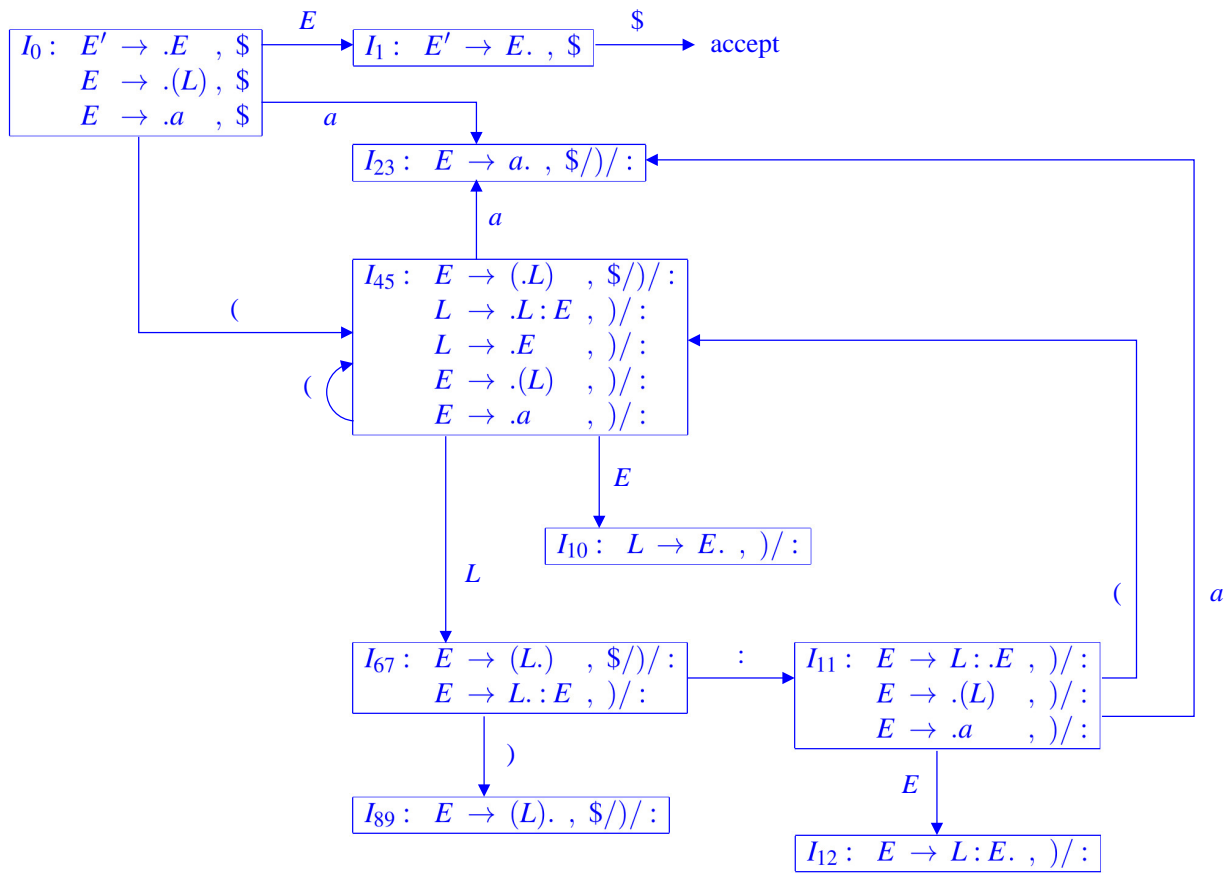 E
I₀ : E′ → .E , $
E → .(L) , $
E → .a , $
I₁ : E′ → E. , $
$
accept
a
I₂₃ : E → a. , $/)/ :
a
I₄₅ : E → (.L) , $/)/ :
L → .L : E , )/ :
L → .E , )/ :
E → .(L) , )/ :
E → .a , )/ :
(
(
E
I₁₀ : L → E. , )/ :
L
(
a
I₆₇ : E → (L.) , $/)/ :
E → L. : E , )/ :
:
I₁₁ : E → L : .E , )/ :
E → .(L) , )/ :
E → .a , )/ :
)
E
I₈₉ : E → (L). , $/)/ :
I₁₂ : E → L : E. , )/ :